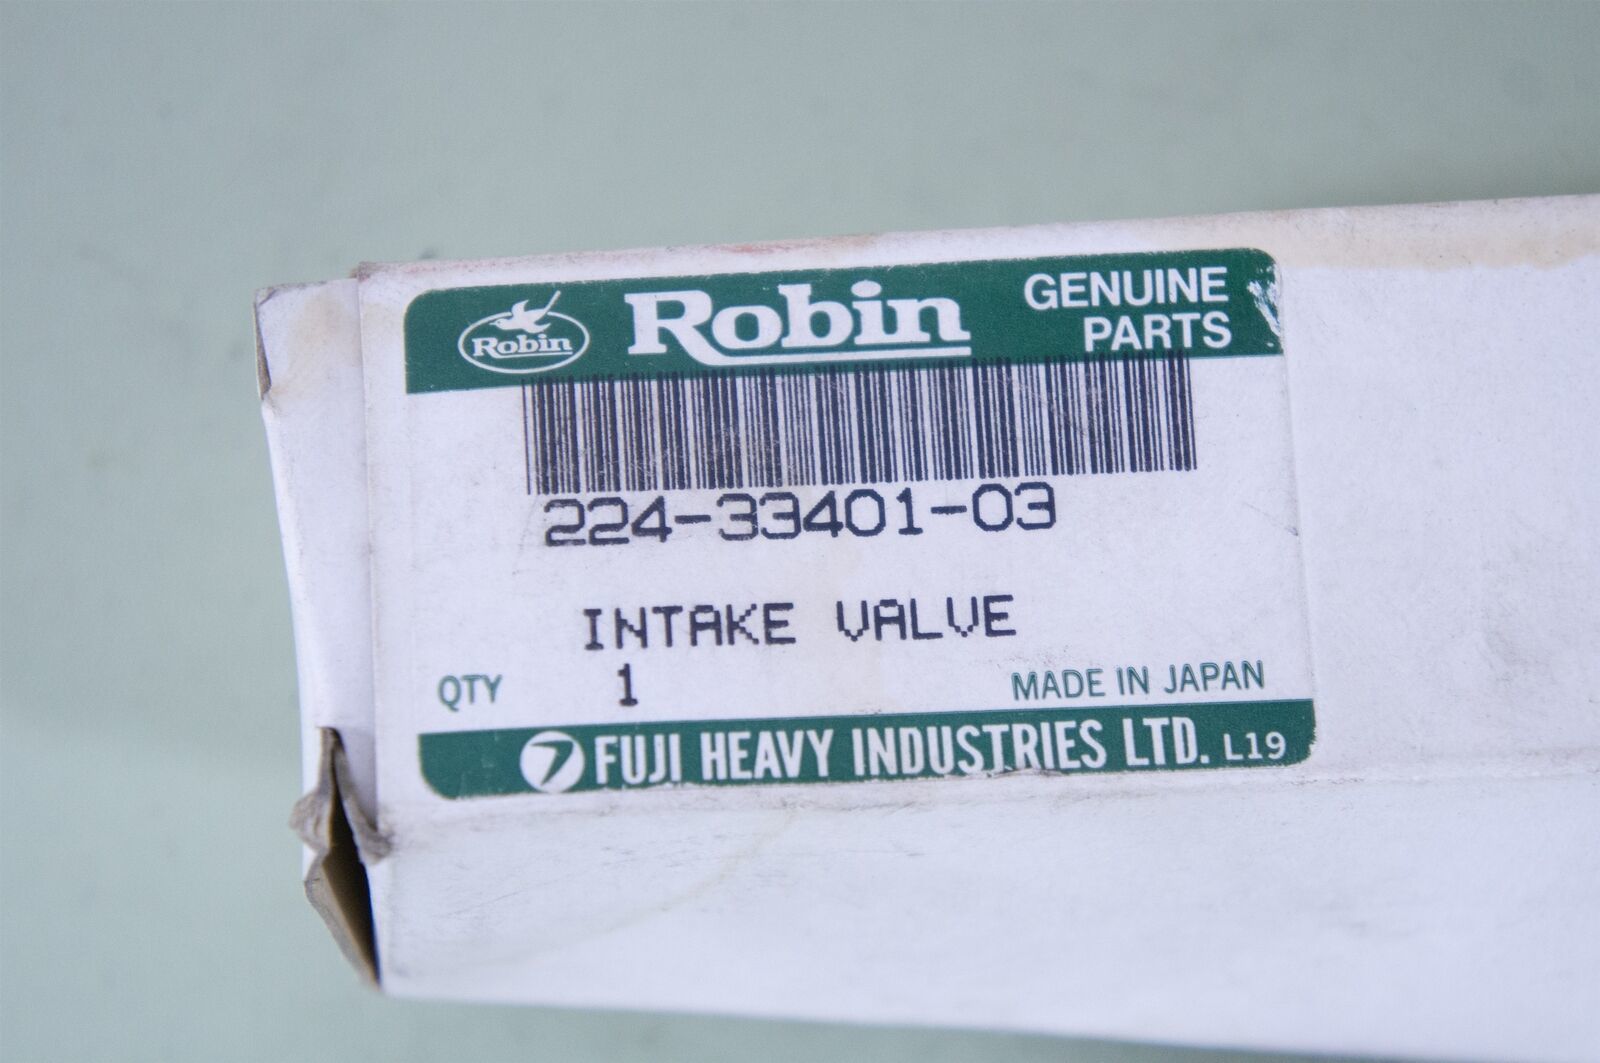 Robin
Robin
GENUINE
PARTS
224-33401-03
INTAKE VALVE
QTY 1
MADE IN JAPAN
FUJI HEAVY INDUSTRIES LTD. L19